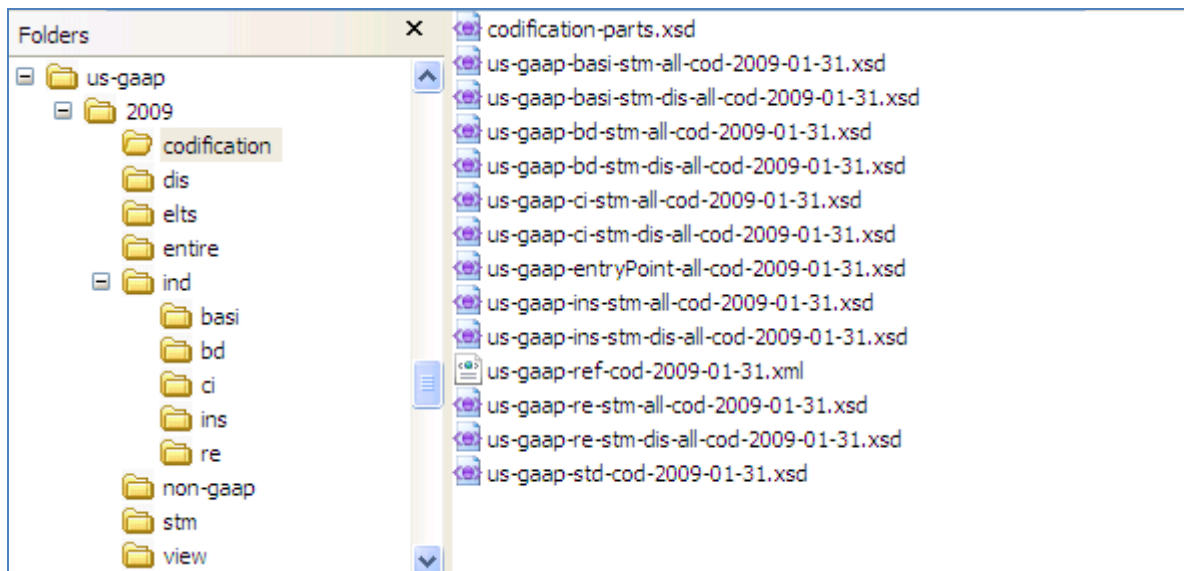 Folders
us-gaap
2009
codification
dis
elts
entire
ind
basi
bd
ci
ins
re
non-gaap
stm
view
codification-parts.xsd
us-gaap-basi-stm-all-cod-2009-01-31.xsd
us-gaap-basi-stm-dis-all-cod-2009-01-31.xsd
us-gaap-bd-stm-all-cod-2009-01-31.xsd
us-gaap-bd-stm-dis-all-cod-2009-01-31.xsd
us-gaap-ci-stm-all-cod-2009-01-31.xsd
us-gaap-ci-stm-dis-all-cod-2009-01-31.xsd
us-gaap-entryPoint-all-cod-2009-01-31.xsd
us-gaap-ins-stm-all-cod-2009-01-31.xsd
us-gaap-ins-stm-dis-all-cod-2009-01-31.xsd
us-gaap-ref-cod-2009-01-31.xml
us-gaap-re-stm-all-cod-2009-01-31.xsd
us-gaap-re-stm-dis-all-cod-2009-01-31.xsd
us-gaap-std-cod-2009-01-31.xsd